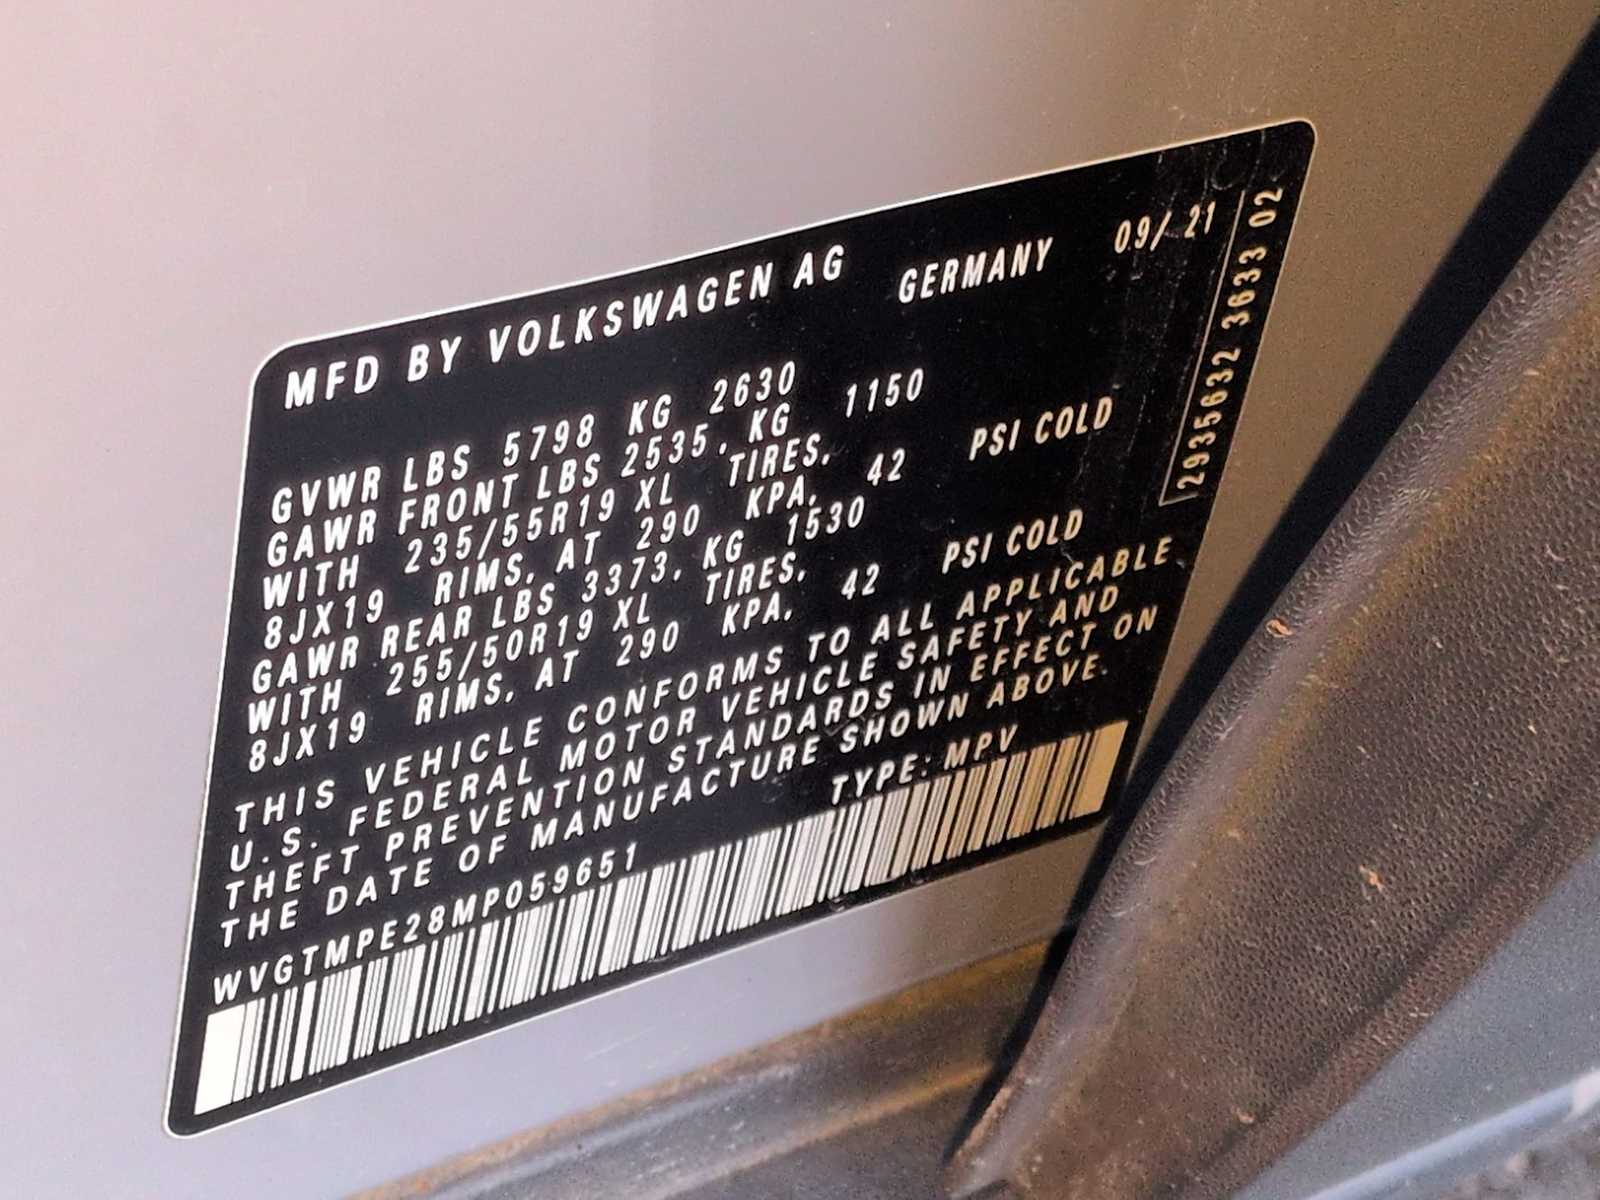 MFD BY VOLKSWAGEN AG GERMANY 09/ 21
GVWR LBS 5798 KG 2630
GAWR FRONT LBS 2535, KG 1150
WITH 235/55R19 XL TIRES,
8JX19 RIMS, AT 290 KPA, 42 PSI COLD
GAWR REAR LBS 3373, KG 1530
WITH 255/50R19 XL TIRES,
8JX19 RIMS, AT 290 KPA, 42 PSI COLD
THIS VEHICLE CONFORMS TO ALL APPLICABLE
U.S. FEDERAL MOTOR VEHICLE SAFETY AND
THEFT PREVENTION STANDARDS IN EFFECT ON
THE DATE OF MANUFACTURE SHOWN ABOVE.
WVGTMPE28MP059651 TYPE: MPV
2935632 3633 02